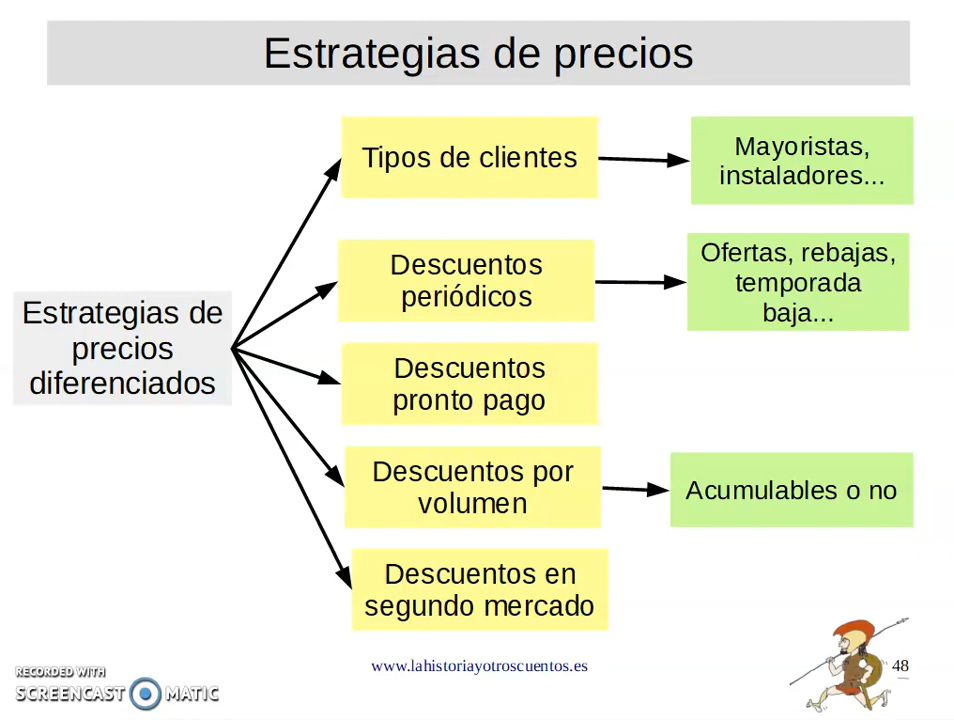 Estrategias de precios
Tipos de clientes
Mayoristas,
instaladores...
Descuentos
periódicos
Ofertas, rebajas,
temporada
baja...
Estrategias de
precios
diferenciados
Descuentos
pronto pago
Descuentos por
volumen
Acumulables o no
Descuentos en
segundo mercado
www.lahistoriayotroscuentos.es
48
RECORDED WITH
SCREENCAST MATIC